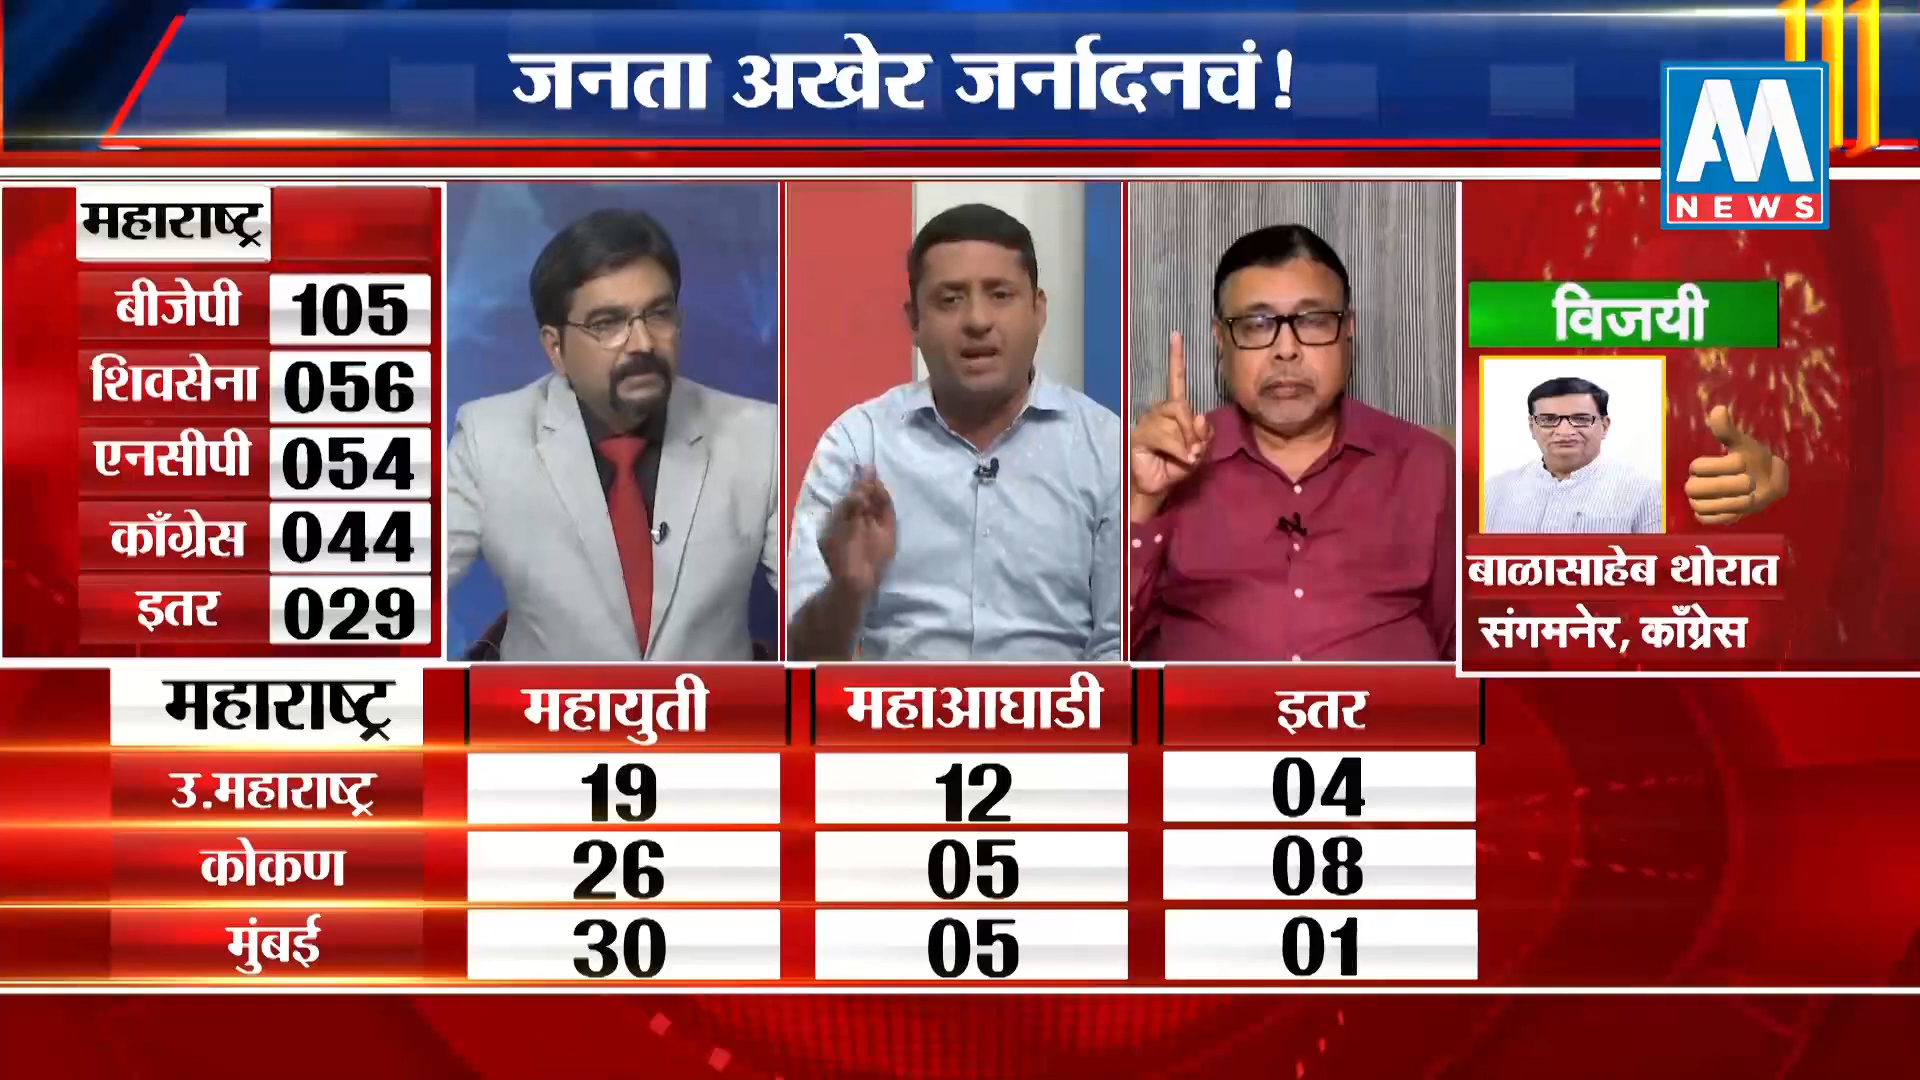 जनता अखेर जर्नादनचं!
AM
NEWS
महाराष्ट्र
बीजेपी 105
शिवसेना 056
एनसीपी 054
काँग्रेस 044
इतर 029
विजयी
बाळासाहेब थोरात
संगमनेर, काँग्रेस
महाराष्ट्र महायुती महाआघाडी इतर
उ.महाराष्ट्र 19 12 04
कोकण 26 05 08
मुंबई 30 05 01